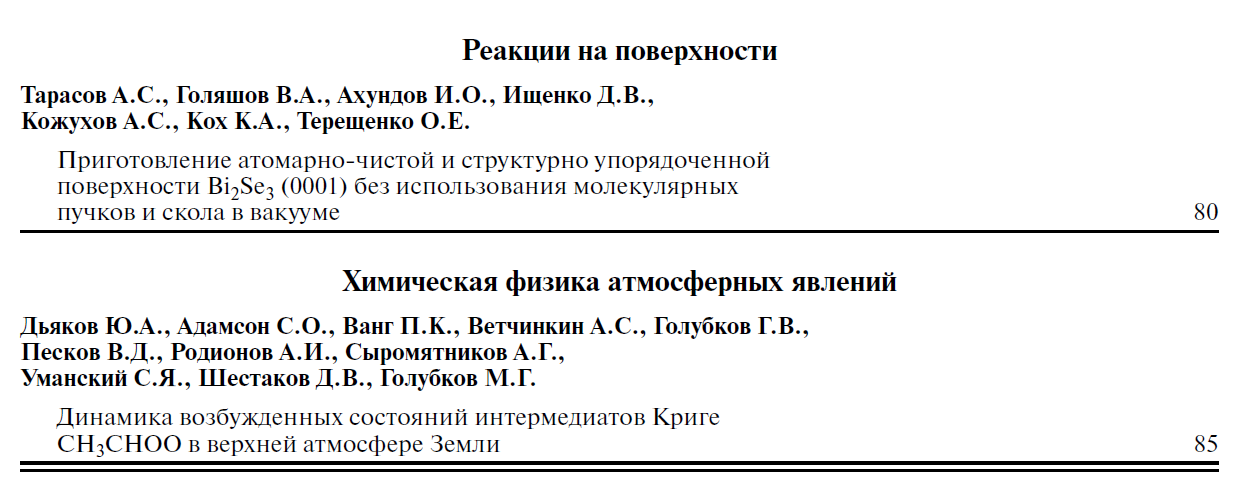 Реакции на поверхности
Тарасов А.С., Голяшов В.А., Ахундов И.О., Ищенко Д.В.,
Кожухов А.С., Кох К.А., Терещенко О.Е.
Приготовление атомарно-чистой и структурно упорядоченной
поверхности Bi₂Se₃ (0001) без использования молекулярных
пучков и скола в вакууме 80
Химическая физика атмосферных явлений
Дьяков Ю.А., Адамсон С.О., Ванг П.К., Ветчинкин А.С., Голубков Г.В.,
Песков В.Д., Родионов А.И., Сыромятников А.Г.,
Уманский С.Я., Шестаков Д.В., Голубков М.Г.
Динамика возбужденных состояний интермедиатов Криге
CH₃CHOO в верхней атмосфере Земли 85